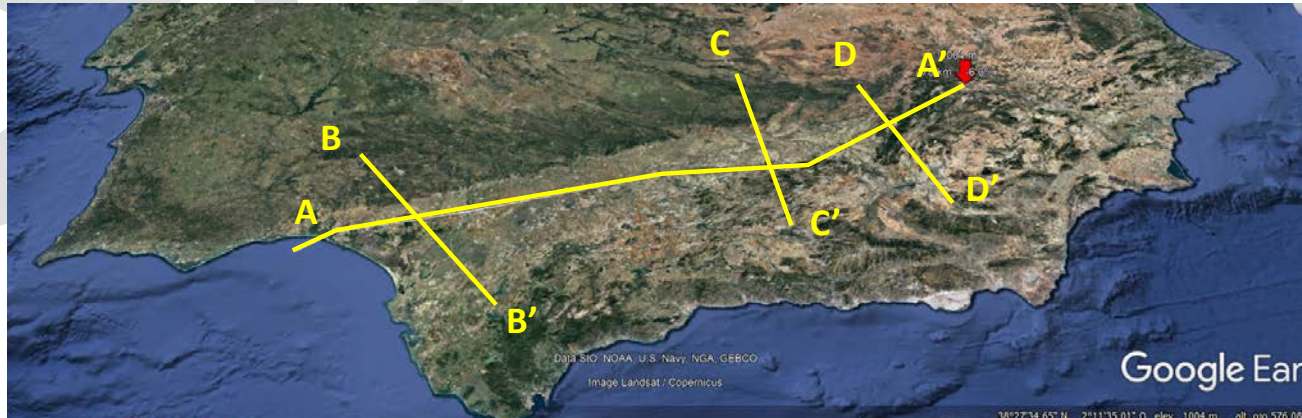 C
D
A'
B
A
D'
C'
B'
Data SIO, NOAA, U.S. Navy, NGA, GEBCO
Image Landsat / Copernicus
Google Ear